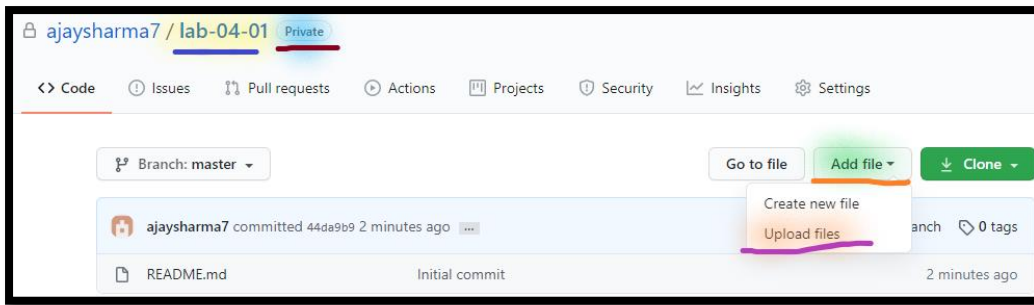 ajaysharma7 / lab-04-01 Private
Code Issues Pull requests Actions Projects Security Insights Settings
Branch: master Go to file Add file Clone
Create new file
Upload files
ajaysharma7 committed 44da9b9 2 minutes ago ... anch 0 tags
README.md Initial commit 2 minutes ago